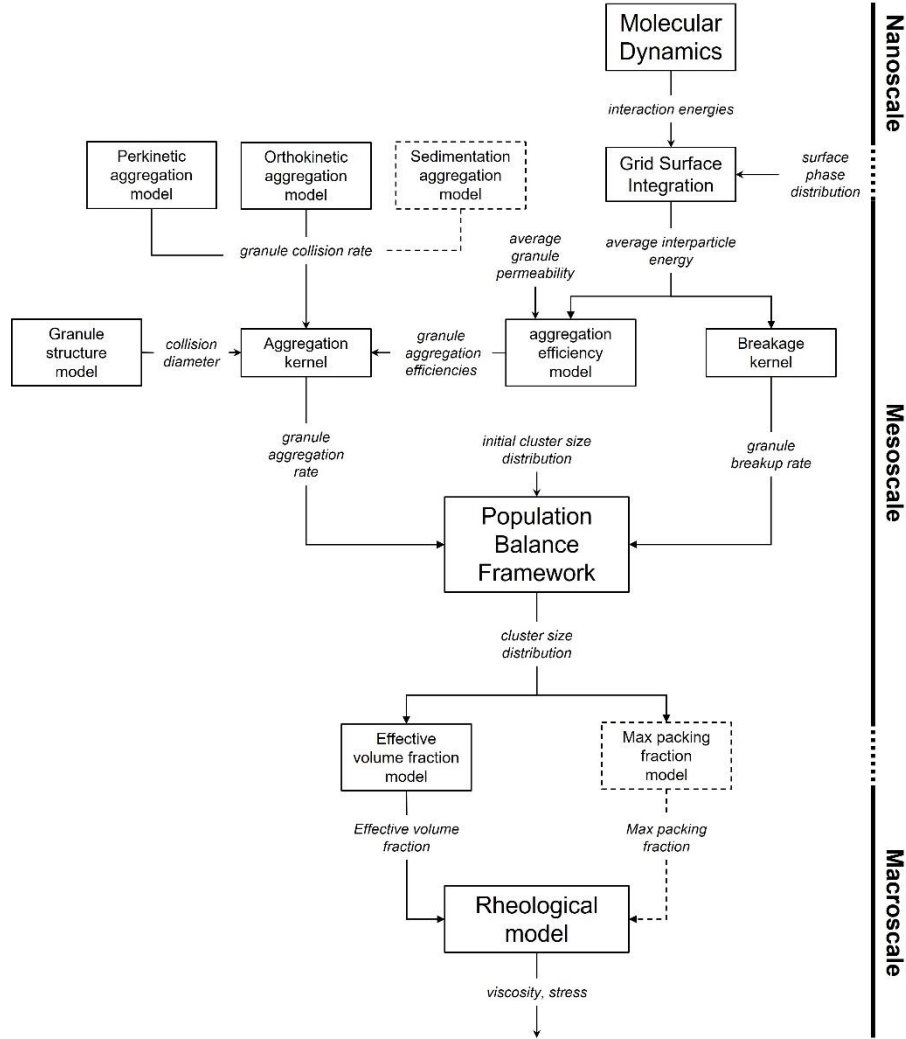 Molecular
Dynamics
Nanoscale
interaction energies
Perkinetic
aggregation
model
Orthokinetic
aggregation
model
Sedimentation
aggregation
model
Grid Surface
Integration
surface
phase
distribution
granule collision rate
average
granule
permeability
average interparticle
energy
Granule
structure
model
collision
diameter
Aggregation
kernel
granule
aggregation
efficiencies
aggregation
efficiency
model
Breakage
kernel
Mesoscale
granule
aggregation
rate
initial cluster size
distribution
granule
breakup rate
Population
Balance
Framework
cluster size
distribution
Effective
volume fraction
model
Max packing
fraction
model
Effective volume
fraction
Max packing
fraction
Macroscale
Rheological
model
viscosity, stress